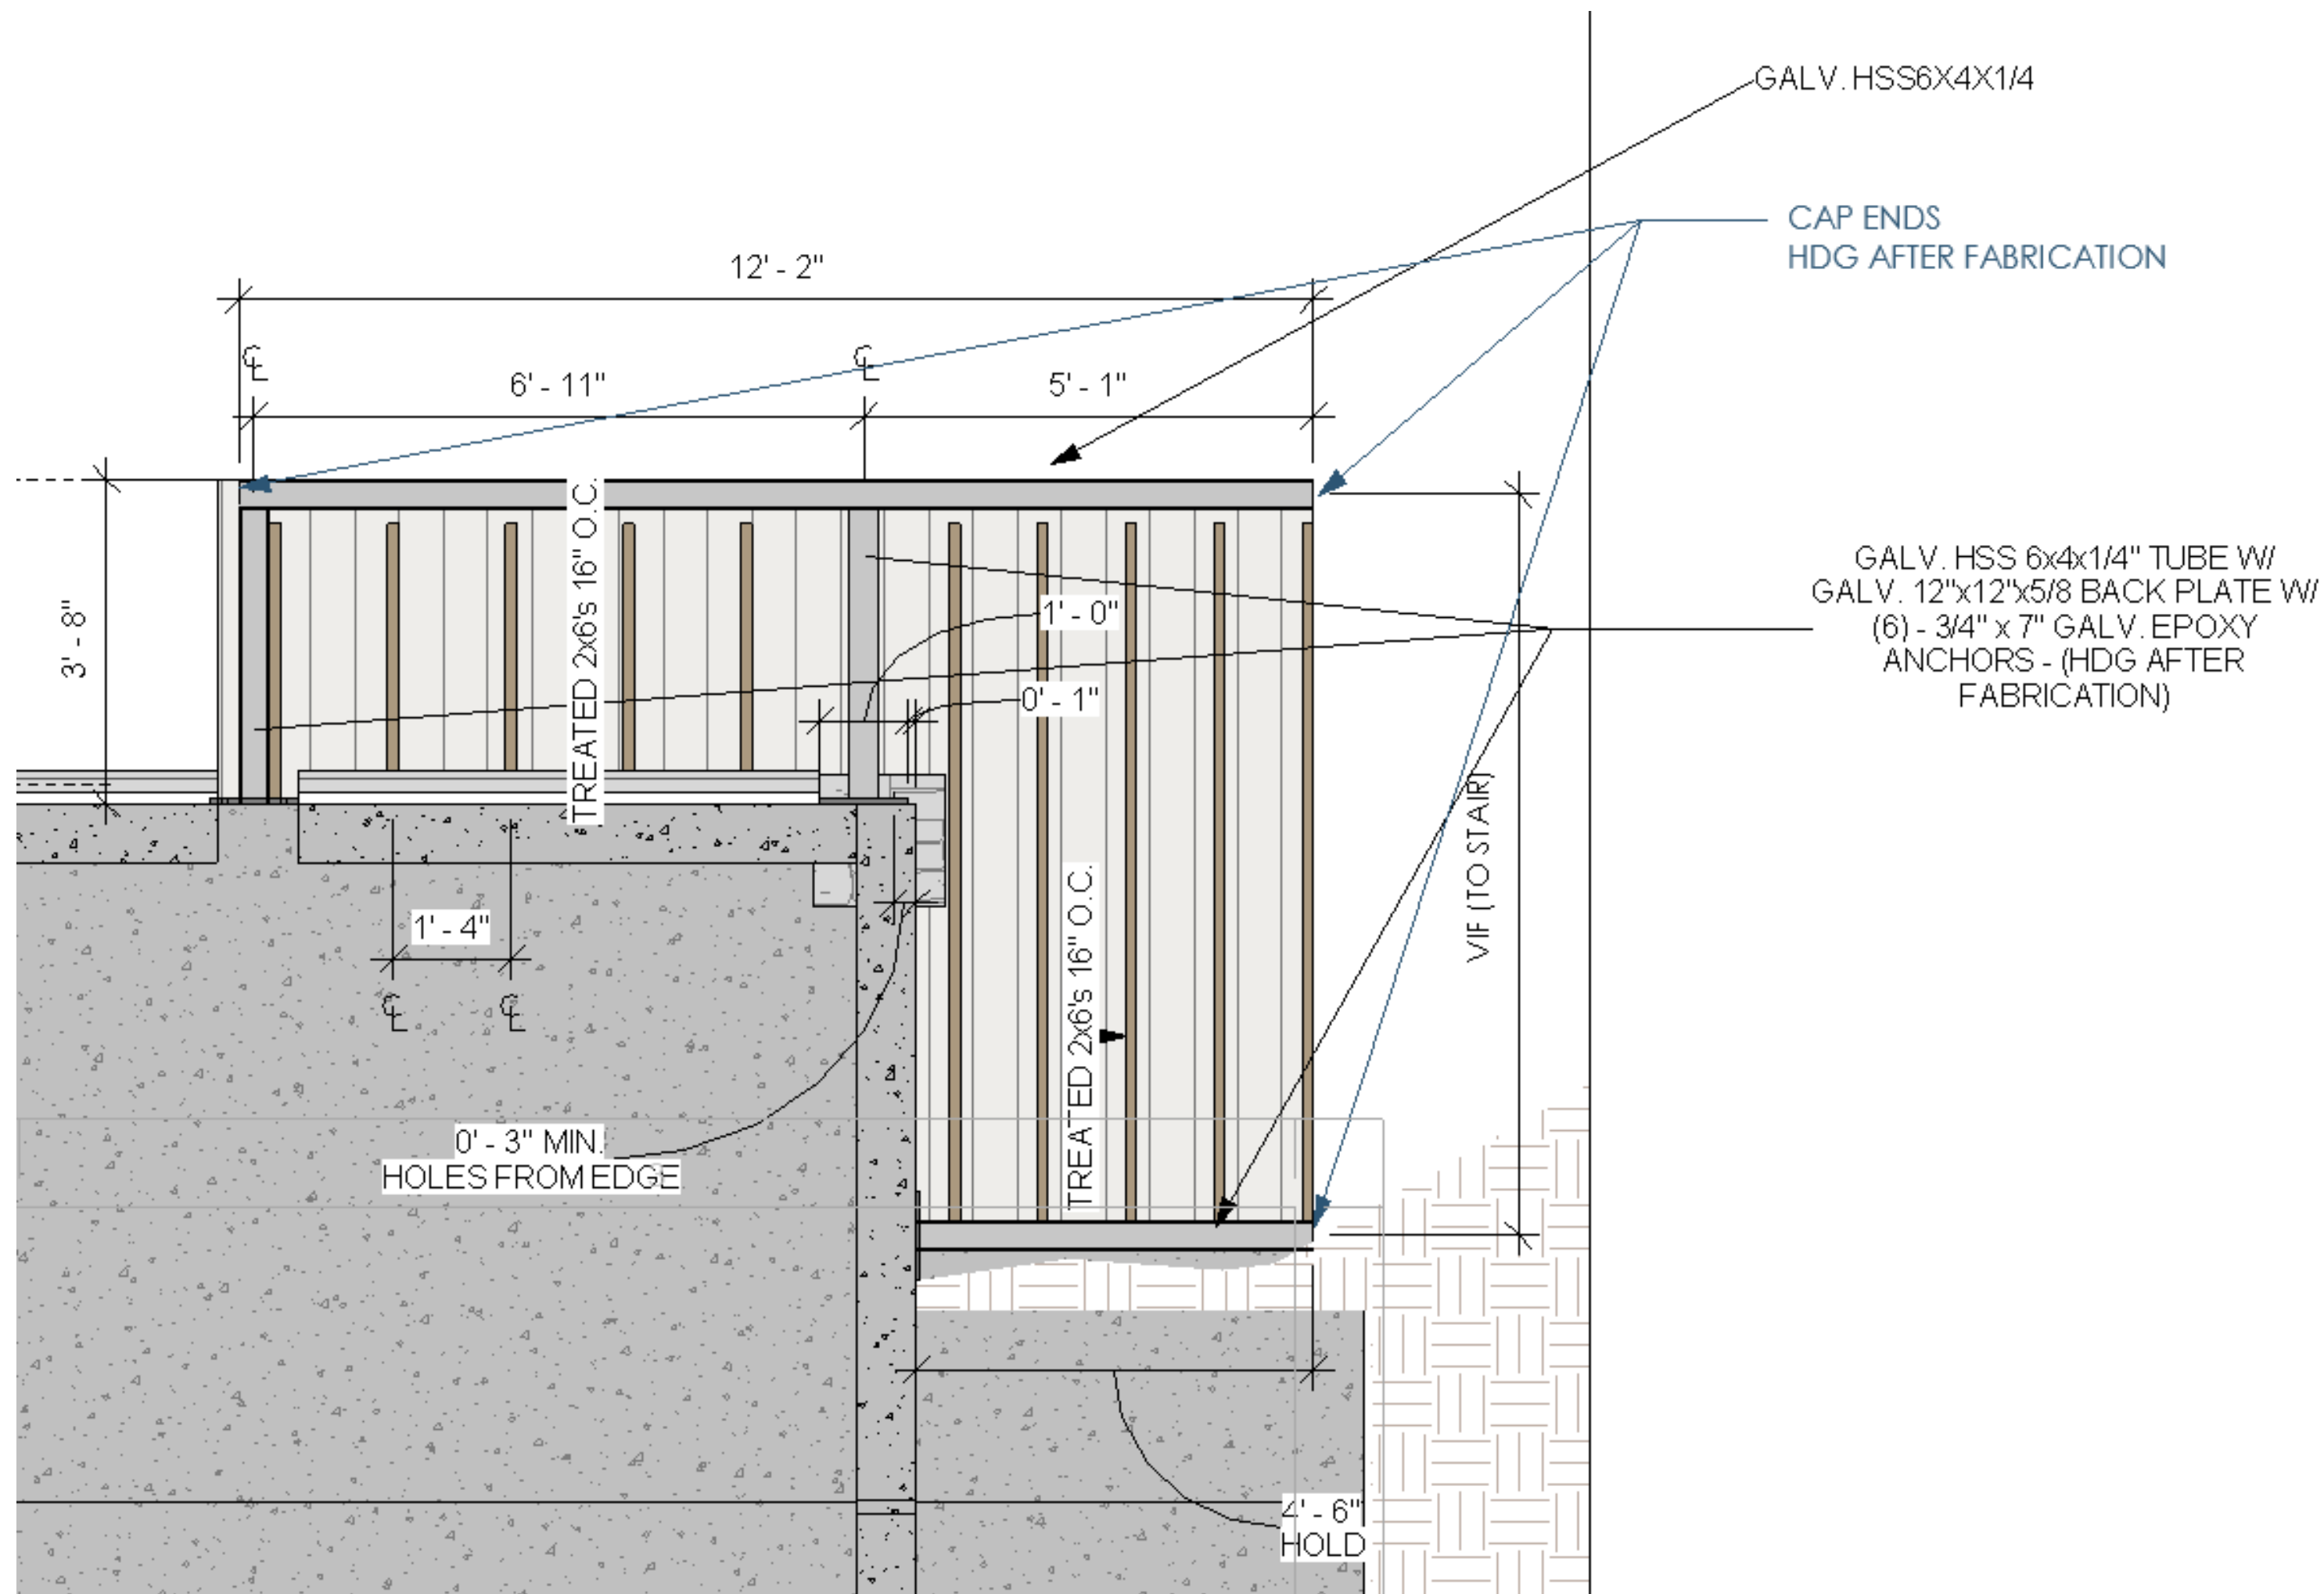 GALV. HSS6X4X1/4
CAP ENDS
HDG AFTER FABRICATION
12' - 2"
℄
℄
6' - 11"
5' - 1"
GALV. HSS 6x4x1/4" TUBE W/
GALV. 12"x12"x5/8 BACK PLATE W/
(6) - 3/4" x 7" GALV. EPOXY
ANCHORS - (HDG AFTER
FABRICATION)
3' - 8"
TREATED 2x6's 16" O.C.
1' - 0"
0' - 1"
VIF (TO STAIR)
TREATED 2x6's 16" O.C.
1' - 4"
℄
℄
0' - 3" MIN.
HOLES FROM EDGE
4' - 6"
HOLD